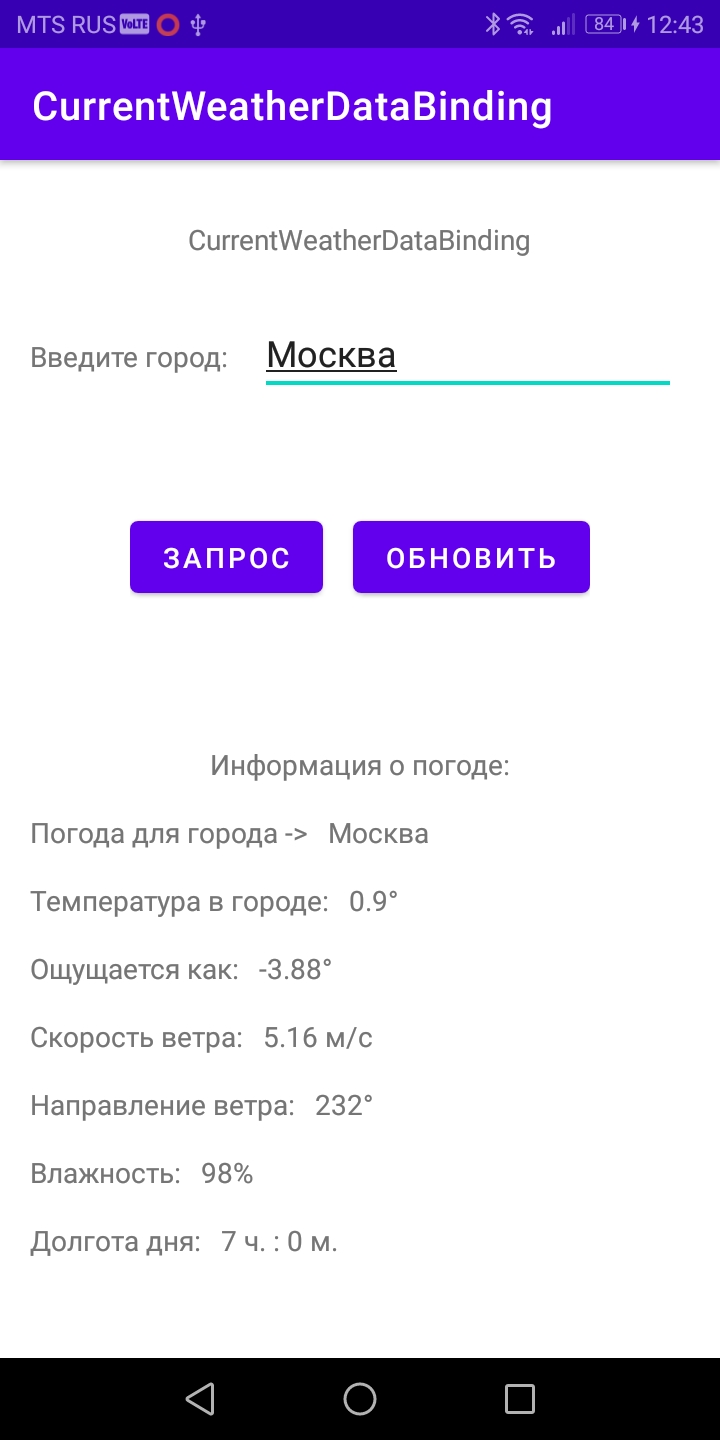 MTS RUS VoLTE 84 12:43
CurrentWeatherDataBinding
CurrentWeatherDataBinding
Введите город: Москва
ЗАПРОС ОБНОВИТЬ
Информация о погоде:
Погода для города -> Москва
Температура в городе: 0.9°
Ощущается как: -3.88°
Скорость ветра: 5.16 м/с
Направление ветра: 232°
Влажность: 98%
Долгота дня: 7 ч. : 0 м.